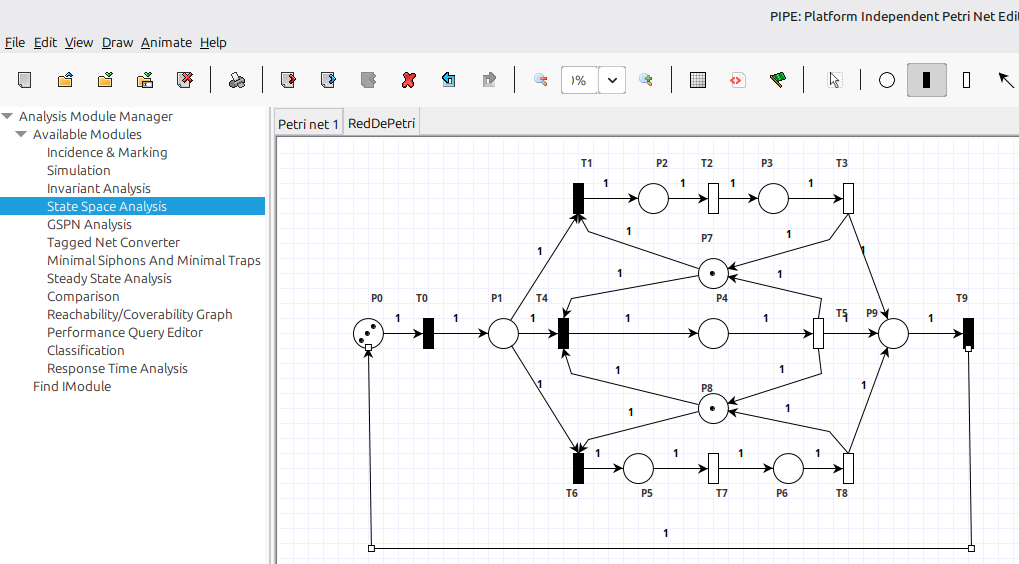 PIPE: Platform Independent Petri Net Edi
File Edit View Draw Animate Help
)%
Analysis Module Manager
Available Modules
Incidence & Marking
Simulation
Invariant Analysis
State Space Analysis
GSPN Analysis
Tagged Net Converter
Minimal Siphons And Minimal Traps
Steady State Analysis
Comparison
Reachability/Coverability Graph
Performance Query Editor
Classification
Response Time Analysis
Find IModule
Petri net 1 RedDePetri
T1 P2 T2 P3 T3
1 1 1 1
1 P7 1
1 1
1 1
P0 T0 P1 T4 P4 T5 P9 T9
1 1 1 1 1 1 1
1 P8 1
1
1 1 1
1 1 1 1
T6 P5 T7 P6 T8
1